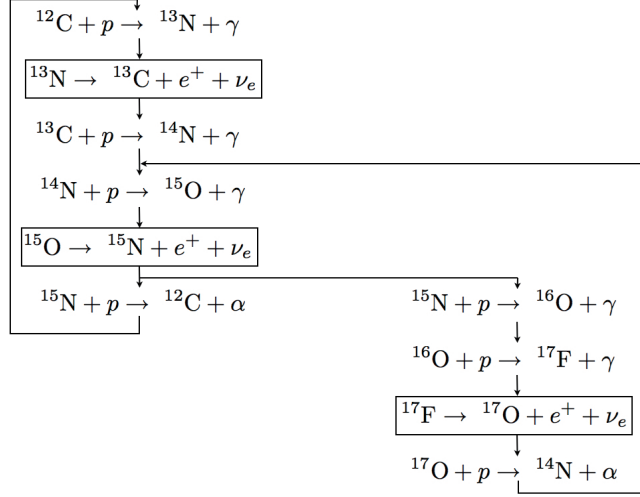 ¹²C + p → ¹³N + γ
¹³N → ¹³C + e⁺ + νₑ
¹³C + p → ¹⁴N + γ
¹⁴N + p → ¹⁵O + γ
¹⁵O → ¹⁵N + e⁺ + νₑ
¹⁵N + p → ¹²C + α
¹⁵N + p → ¹⁶O + γ
¹⁶O + p → ¹⁷F + γ
¹⁷F → ¹⁷O + e⁺ + νₑ
¹⁷O + p → ¹⁴N + α